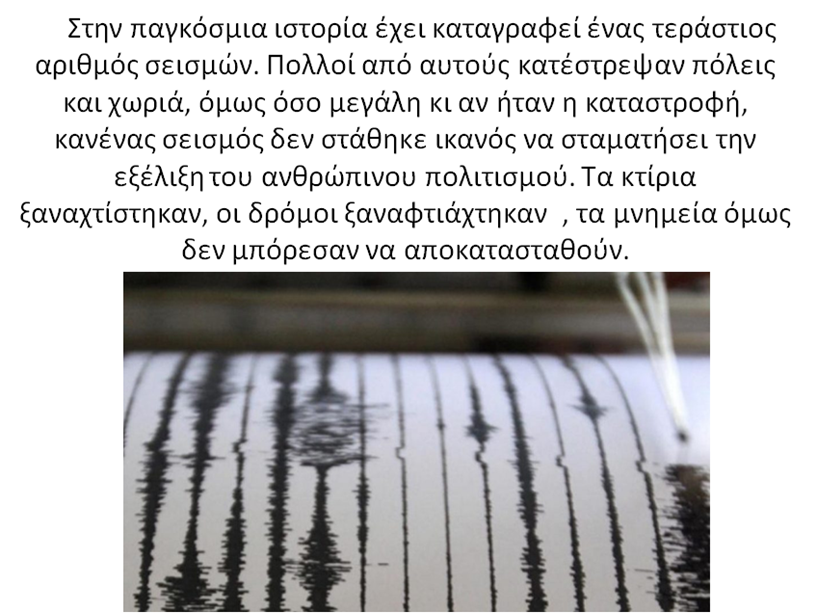 Στην παγκόσμια ιστορία έχει καταγραφεί ένας τεράστιος
αριθμός σεισμών. Πολλοί από αυτούς κατέστρεψαν πόλεις
και χωριά, όμως όσο μεγάλη κι αν ήταν η καταστροφή,
κανένας σεισμός δεν στάθηκε ικανός να σταματήσει την
εξέλιξη του ανθρώπινου πολιτισμού. Τα κτίρια
ξαναχτίστηκαν, οι δρόμοι ξαναφτιάχτηκαν , τα μνημεία όμως
δεν μπόρεσαν να αποκατασταθούν.